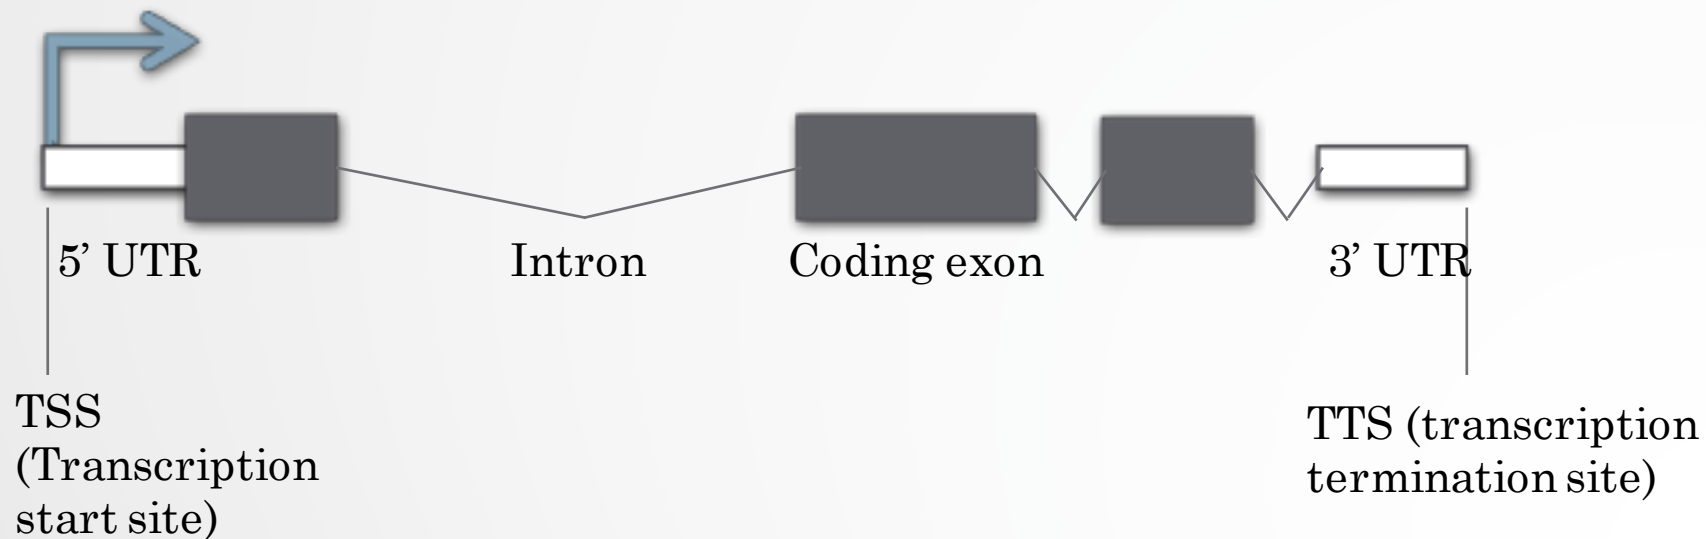 5’ UTR
Intron
Coding exon
3’ UTR
TSS
(Transcription
start site)
TTS (transcription
termination site)